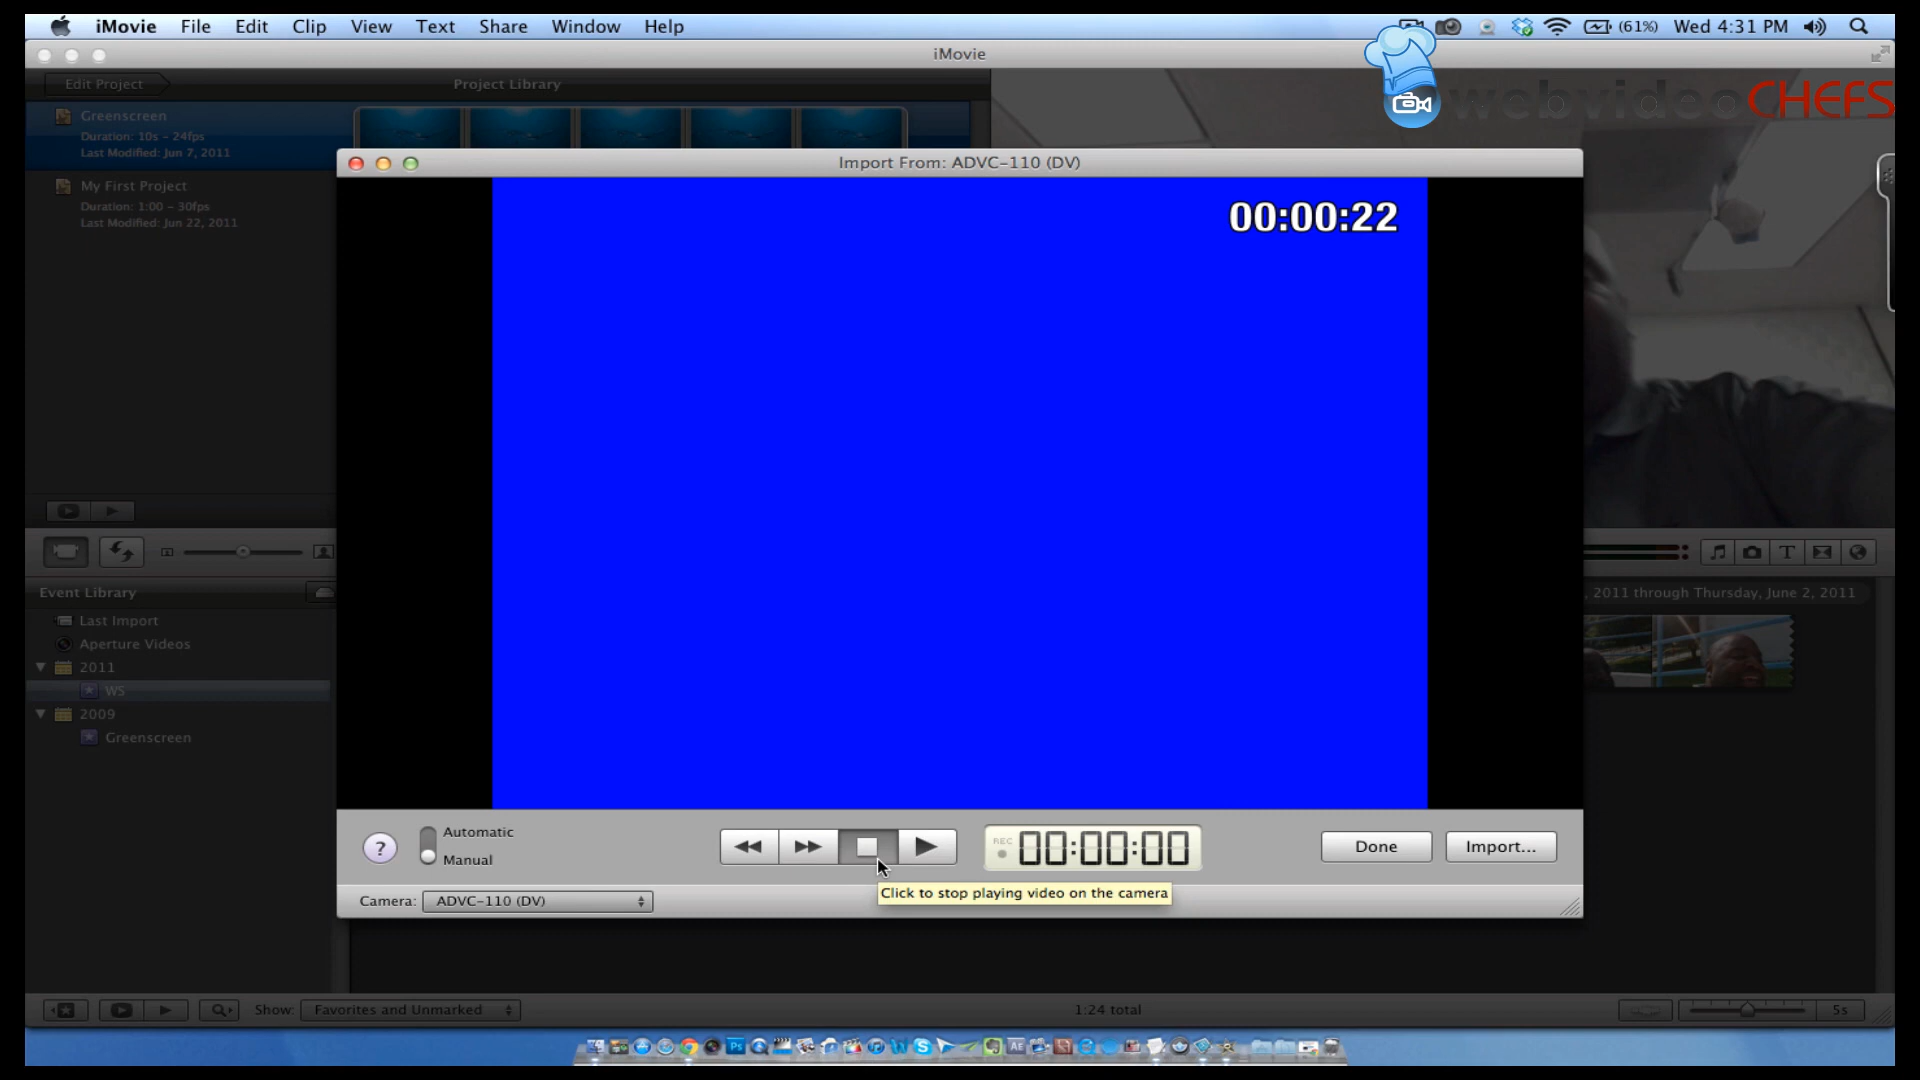 iMovie File Edit Clip View Text Share Window Help
(61%) Wed 4:31 PM
iMovie
webvideoCHEFS
Edit Project
Project Library
Greenscreen
Duration: 10s - 24fps
Last Modified: Jun 7, 2011
My First Project
Duration: 1:00 - 30fps
Last Modified: Jun 22, 2011
Import From: ADVC-110 (DV)
00:00:22
Event Library
Last Import
Aperture Videos
2011
WS
2009
Greenscreen
, 2011 through Thursday, June 2, 2011
?
Automatic
Manual
REC
00:00:00
Done
Import...
Camera: ADVC-110 (DV)
Click to stop playing video on the camera
Show: Favorites and Unmarked
1:24 total
5s
Ps
AE